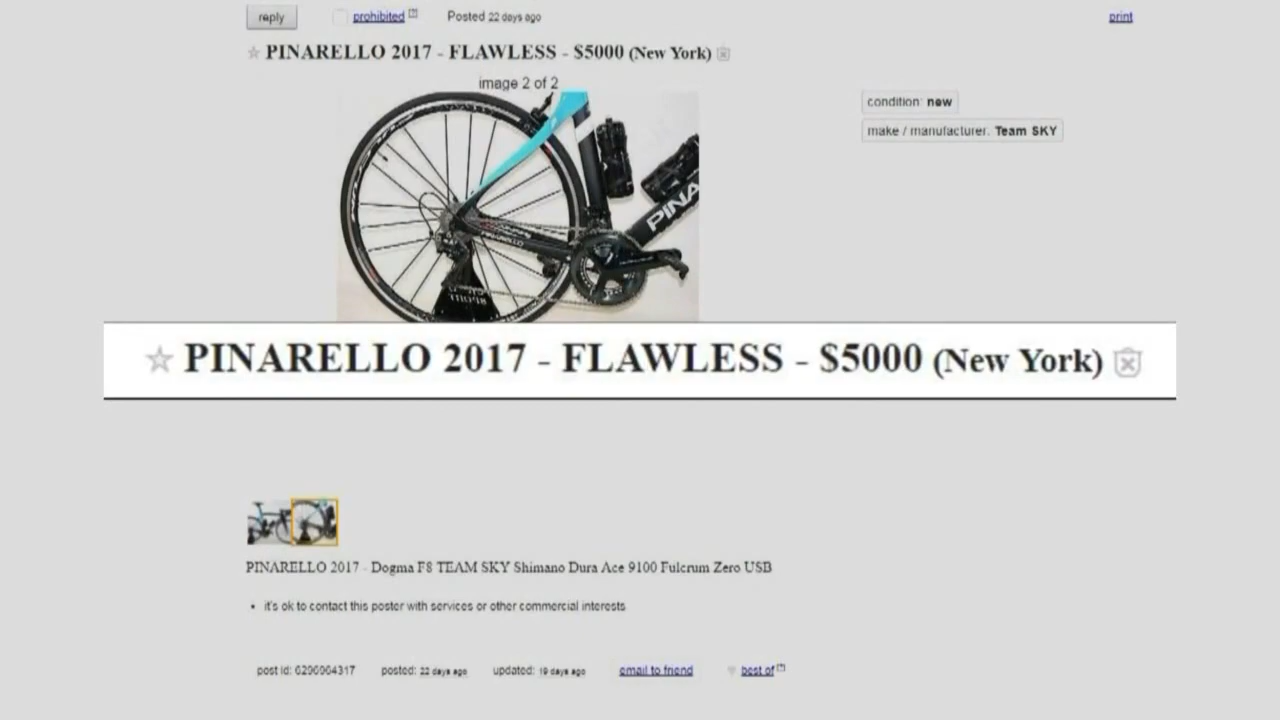 reply prohibited [?] Posted 22 days ago print
☆ PINARELLO 2017 - FLAWLESS - $5000 (New York)
image 2 of 2
condition: new
make / manufacturer: Team SKY
PINA
PINARELLO
☆ PINARELLO 2017 - FLAWLESS - $5000 (New York)
PINARELLO 2017 - Dogma F8 TEAM SKY Shimano Dura Ace 9100 Fulcrum Zero USB
• it's ok to contact this poster with services or other commercial interests
post id: 6296964317 posted: 22 days ago updated: 19 days ago email to friend ♥ best of [?]